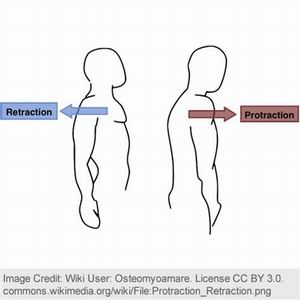 Retraction
Protraction
Image Credit: Wiki User: Osteomyoamare. License CC BY 3.0.
commons.wikimedia.org/wiki/File:Protraction_Retraction.png